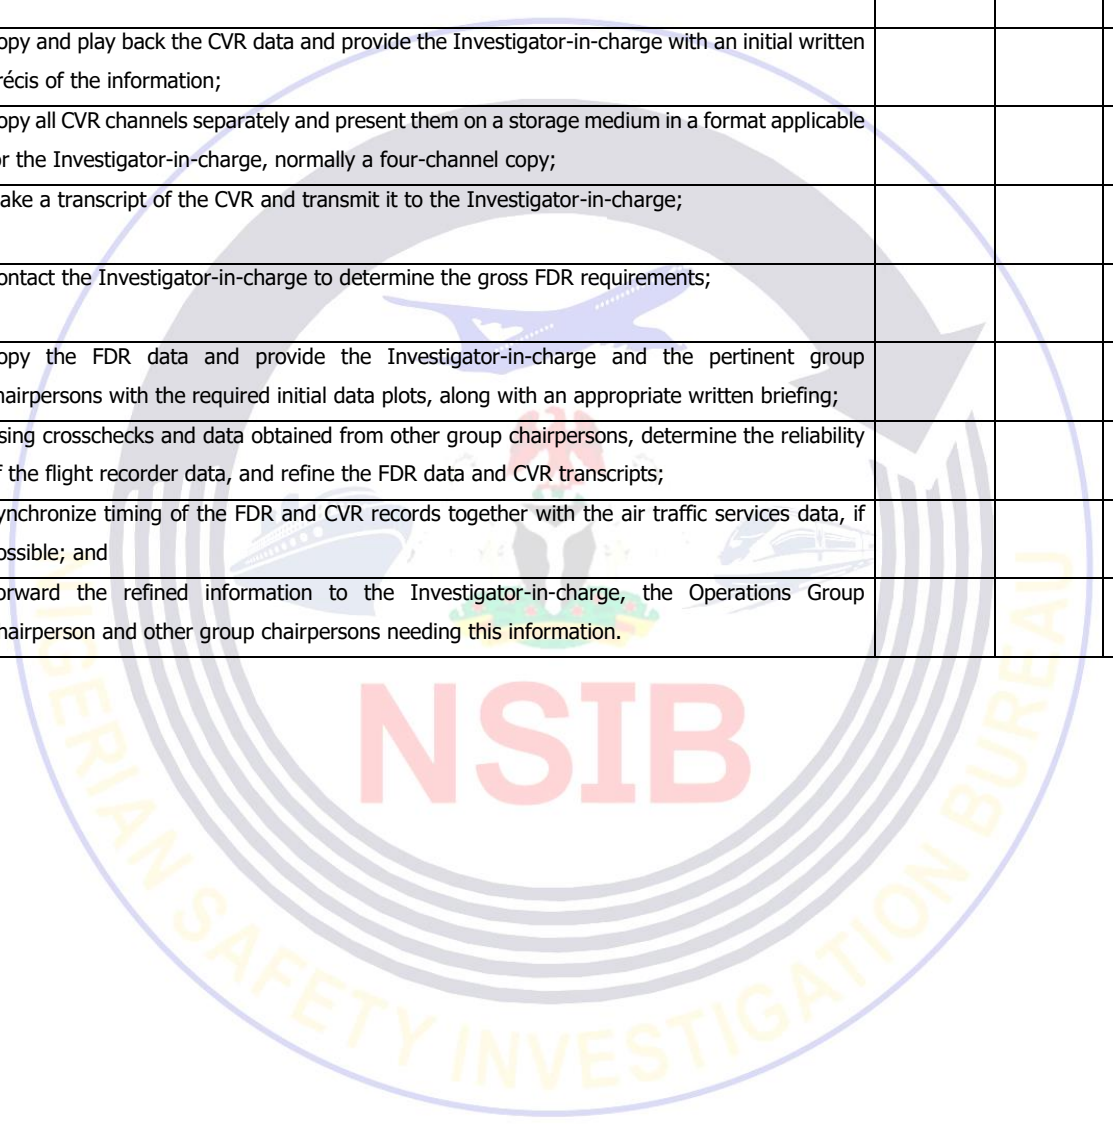 opy and play back the CVR data and provide the Investigator-in-charge with an initial written
récis of the information;
opy all CVR channels separately and present them on a storage medium in a format applicable
or the Investigator-in-charge, normally a four-channel copy;
ake a transcript of the CVR and transmit it to the Investigator-in-charge;
ontact the Investigator-in-charge to determine the gross FDR requirements;
opy the FDR data and provide the Investigator-in-charge and the pertinent group
hairpersons with the required initial data plots, along with an appropriate written briefing;
sing crosschecks and data obtained from other group chairpersons, determine the reliability
f the flight recorder data, and refine the FDR data and CVR transcripts;
ynchronize timing of the FDR and CVR records together with the air traffic services data, if
ossible; and
orward the refined information to the Investigator-in-charge, the Operations Group
hairperson and other group chairpersons needing this information.
NSIB
NIGERIAN SAFETY INVESTIGATION BUREAU